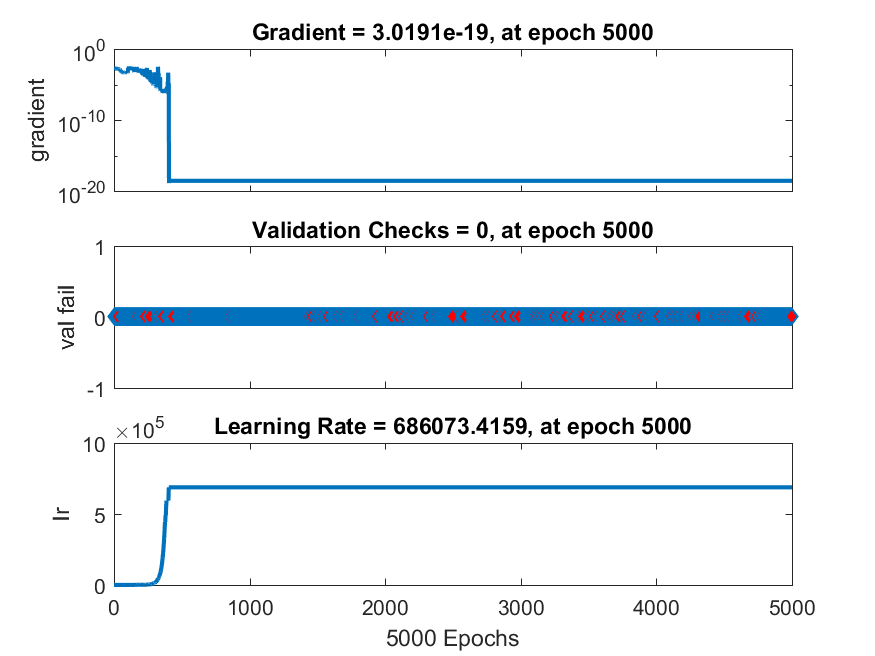 Gradient = 3.0191e-19, at epoch 5000
10^0
10^-10
10^-20
gradient
Validation Checks = 0, at epoch 5000
1
0
-1
val fail
Learning Rate = 686073.4159, at epoch 5000
×10^5
10
5
0
lr
0 1000 2000 3000 4000 5000
5000 Epochs